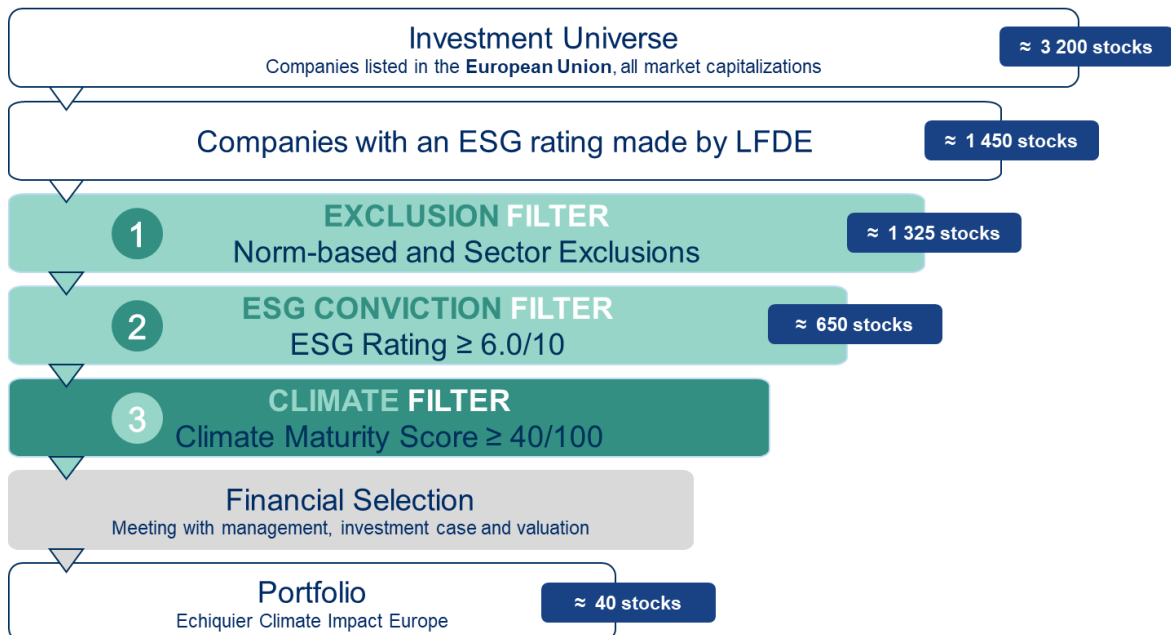 Investment Universe
Companies listed in the European Union, all market capitalizations
≈ 3 200 stocks
Companies with an ESG rating made by LFDE
≈ 1 450 stocks
1
EXCLUSION FILTER
Norm-based and Sector Exclusions
≈ 1 325 stocks
2
ESG CONVICTION FILTER
ESG Rating ≥ 6.0/10
≈ 650 stocks
3
CLIMATE FILTER
Climate Maturity Score ≥ 40/100
Financial Selection
Meeting with management, investment case and valuation
Portfolio
Echiquier Climate Impact Europe
≈ 40 stocks